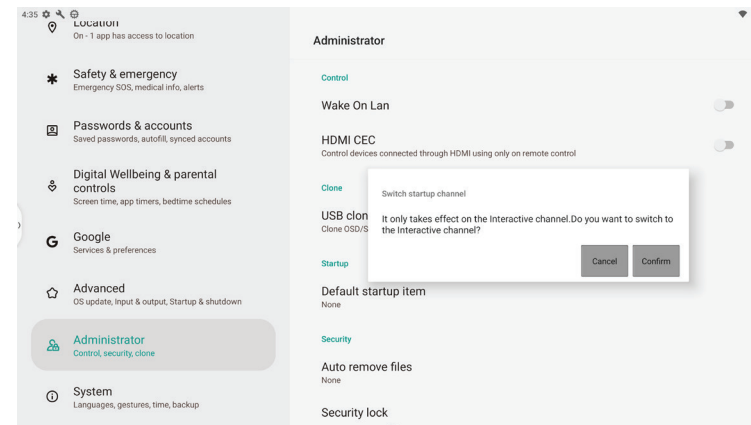 4:35
Location
On - 1 app has access to location
Safety & emergency
Emergency SOS, medical info, alerts
Passwords & accounts
Saved passwords, autofill, synced accounts
Digital Wellbeing & parental
controls
Screen time, app timers, bedtime schedules
Google
Services & preferences
Advanced
OS update, Input & output, Startup & shutdown
Administrator
Control, security, clone
System
Languages, gestures, time, backup
Administrator
Control
Wake On Lan
HDMI CEC
Control devices connected through HDMI using only on remote control
Clone
USB clon
Clone OSD/S
Switch startup channel
It only takes effect on the Interactive channel.Do you want to switch to
the Interactive channel?
Cancel
Confirm
Startup
Default startup item
None
Security
Auto remove files
None
Security lock